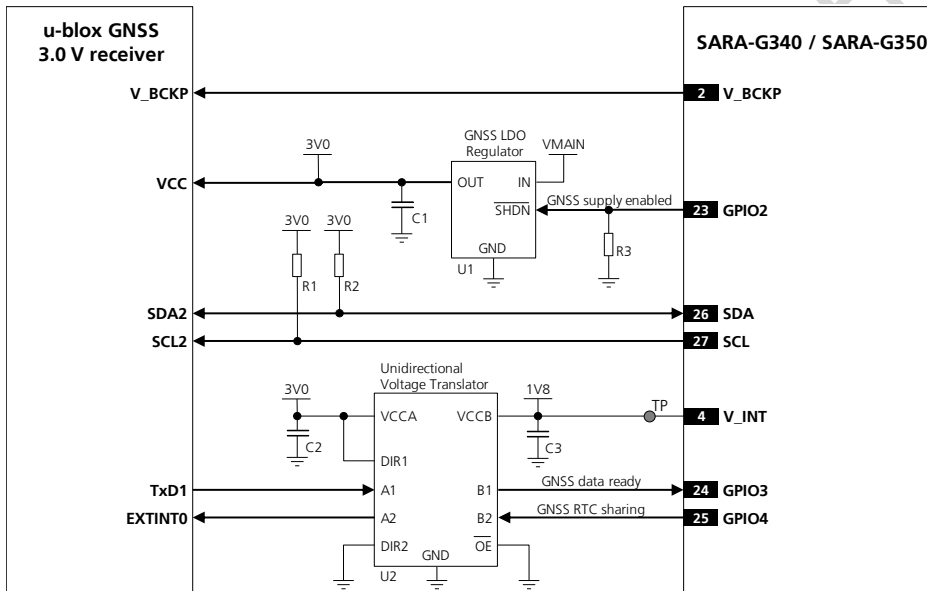 u-blox GNSS
3.0 V receiver
SARA-G340 / SARA-G350
V_BCKP
2 V_BCKP
GNSS LDO
Regulator
VMAIN
3V0
VCC
OUT
IN
C1
SHDN
GNSS supply enabled
23 GPIO2
GND
U1
R3
3V0
3V0
R1
R2
SDA2
26 SDA
SCL2
27 SCL
Unidirectional
Voltage Translator
3V0
1V8
TP
VCCA
VCCB
4 V_INT
C2
C3
DIR1
TxD1
A1
B1
GNSS data ready
24 GPIO3
EXTINT0
A2
B2
GNSS RTC sharing
25 GPIO4
DIR2
OE
GND
U2